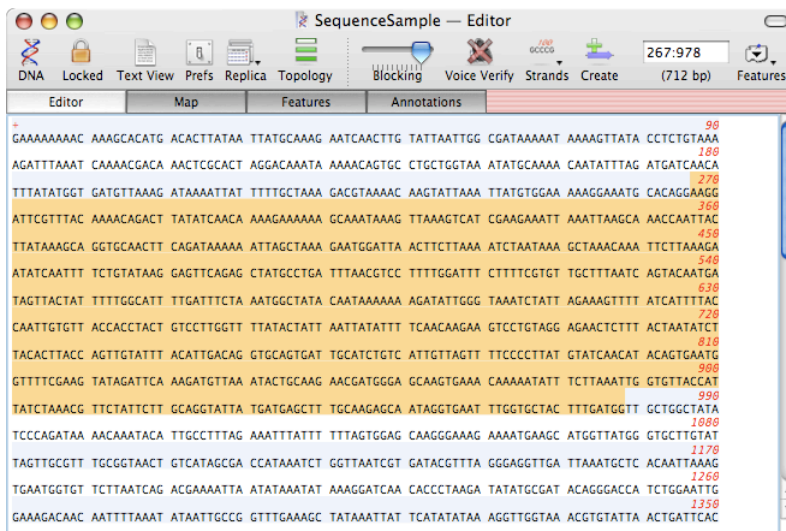 SequenceSample — Editor
DNA Locked Text View Prefs Replica Topology Blocking Voice Verify Strands Create 267:978 (712 bp) Features
Editor Map Features Annotations
+ 90
GAAAAAAAAC AAAGCACATG ACACTTATAA TTATGCAAAG AATCAACTTG TATTAATTGG CGATAAAAAT AAAAGTTATA CCTCTGTAAA
180
AGATTTAAAT CAAAACGACA AACTCGCACT AGGACAAATA AAAACAGTGC CTGCTGGTAA ATATGCAAAA CAATATTTAG ATGATCAACA
270
TTTATATGGT GATGTTAAAG ATAAAATTAT TTTTGCTAAA GACGTAAAAC AAGTATTAAA TTATGTGGAA AAAGGAAATG CACAGGAAGG
360
ATTCGTTTAC AAAACAGACT TATATCAACA AAAGAAAAAA GCAAATAAAG TTAAAGTCAT CGAAGAAATT AAATTAAGCA AACCAATTAC
450
TTATAAAGCA GGTGCAACTT CAGATAAAAA ATTAGCTAAA GAATGGATTA ACTTCTTAAA ATCTAATAAA GCTAAACAAA TTCTTAAAGA
540
ATATCAATTT TCTGTATAAG GAGTTCAGAG CTATGCCTGA TTTAACGTCC TTTTGGATTT CTTTTCGTGT TGCTTTAATC AGTACAATGA
630
TAGTTACTAT TTTTGGCATT TTGATTTCTA AATGGCTATA CAATAAAAAA AGATATTGGG TAAATCTATT AGAAAGTTTT ATCATTTTAC
720
CAATTGTGTT ACCACCTACT GTCCTTGGTT TTATACTATT AATTATATTT TCAACAAGAA GTCCTGTAGG AGAACTCTTT ACTAATATCT
810
TACACTTACC AGTTGTATTT ACATTGACAG GTGCAGTGAT TGCATCTGTC ATTGTTAGTT TTCCCCTTAT GTATCAACAT ACAGTGAATG
900
GTTTTCGAAG TATAGATTCA AAGATGTTAA ATACTGCAAG AACGATGGGA GCAAGTGAAA CAAAAATATT TCTTAAATTG GTGTTACCAT
990
TATCTAAACG TTCTATTCTT GCAGGTATTA TGATGAGCTT TGCAAGAGCA ATAGGTGAAT TTGGTGCTAC TTTGATGGTT GCTGGCTATA
1080
TCCCAGATAA AACAAATACA TTGCCTTTAG AAATTTATTT TTTAGTGGAG CAAGGGAAAG AAAATGAAGC ATGGTTATGG GTGCTTGTAT
1170
TAGTTGCGTT TGCGGTAACT GTCATAGCGA CCATAAATCT GGTTAATCGT GATACGTTTA GGGAGGTTGA TTAAATGCTC ACAATTAAAG
1260
TGAATGGTGT TCTTAATCAG ACGAAAATTA ATATAAATAT AAAGGATCAA CACCCTAAGA TATATGCGAT ACAGGGACCA TCTGGAATTG
1350
GAAAGACAAC AATTTTAAAT ATAATTGCCG GTTTGAAAGC TATAAATTAT TCATATATAA AGGTTGGTAA ACGTGTATTA ACTGATTCAC